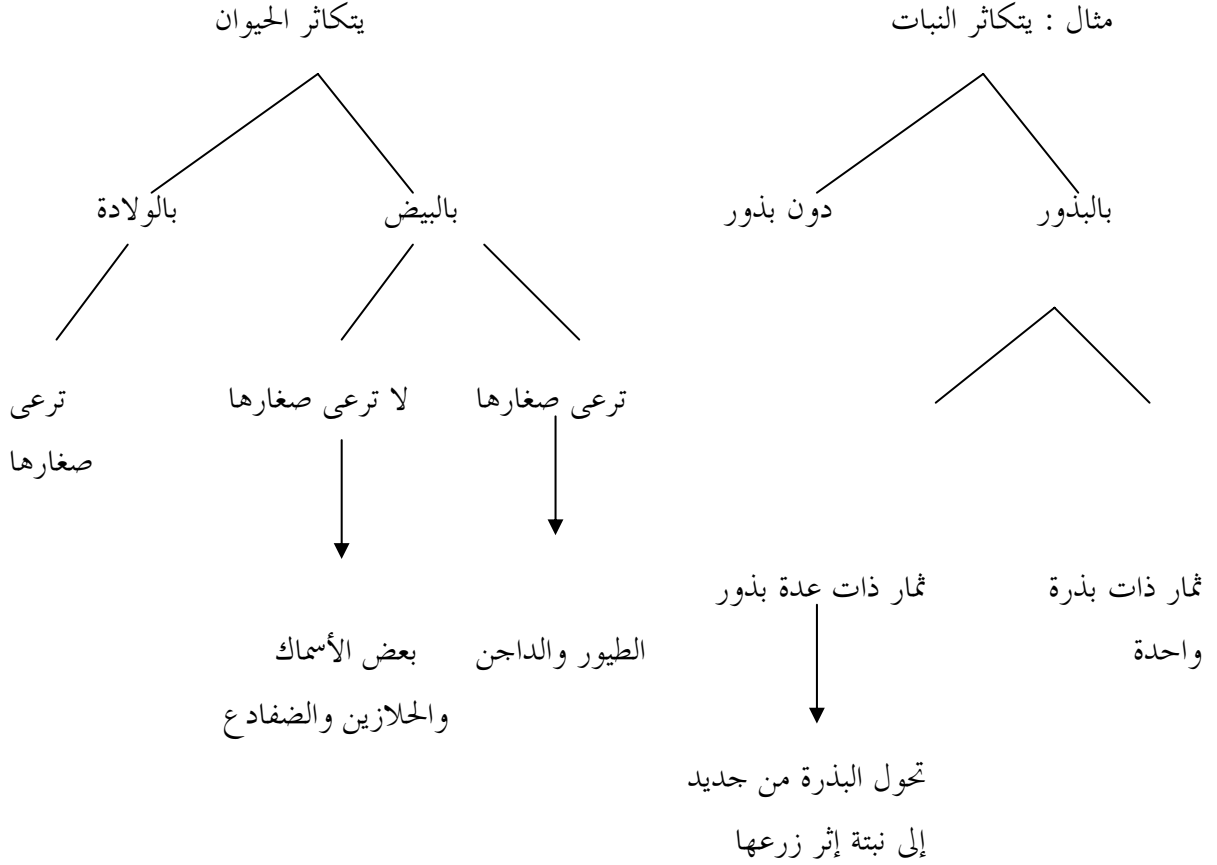 مثال : يتكاثر النبات
يتكاثر الحيوان
بالبذور
دون بذور
بالبيض
بالولادة
ترعى صغارها
لا ترعى صغارها
ترعى
صغارها
ثمار ذات بذرة
واحدة
ثمار ذات عدة بذور
الطيور والداجن
بعض الأسماك
والحلازين والضفادع
تحول البذرة من جديد
إلى نبتة إثر زرعها